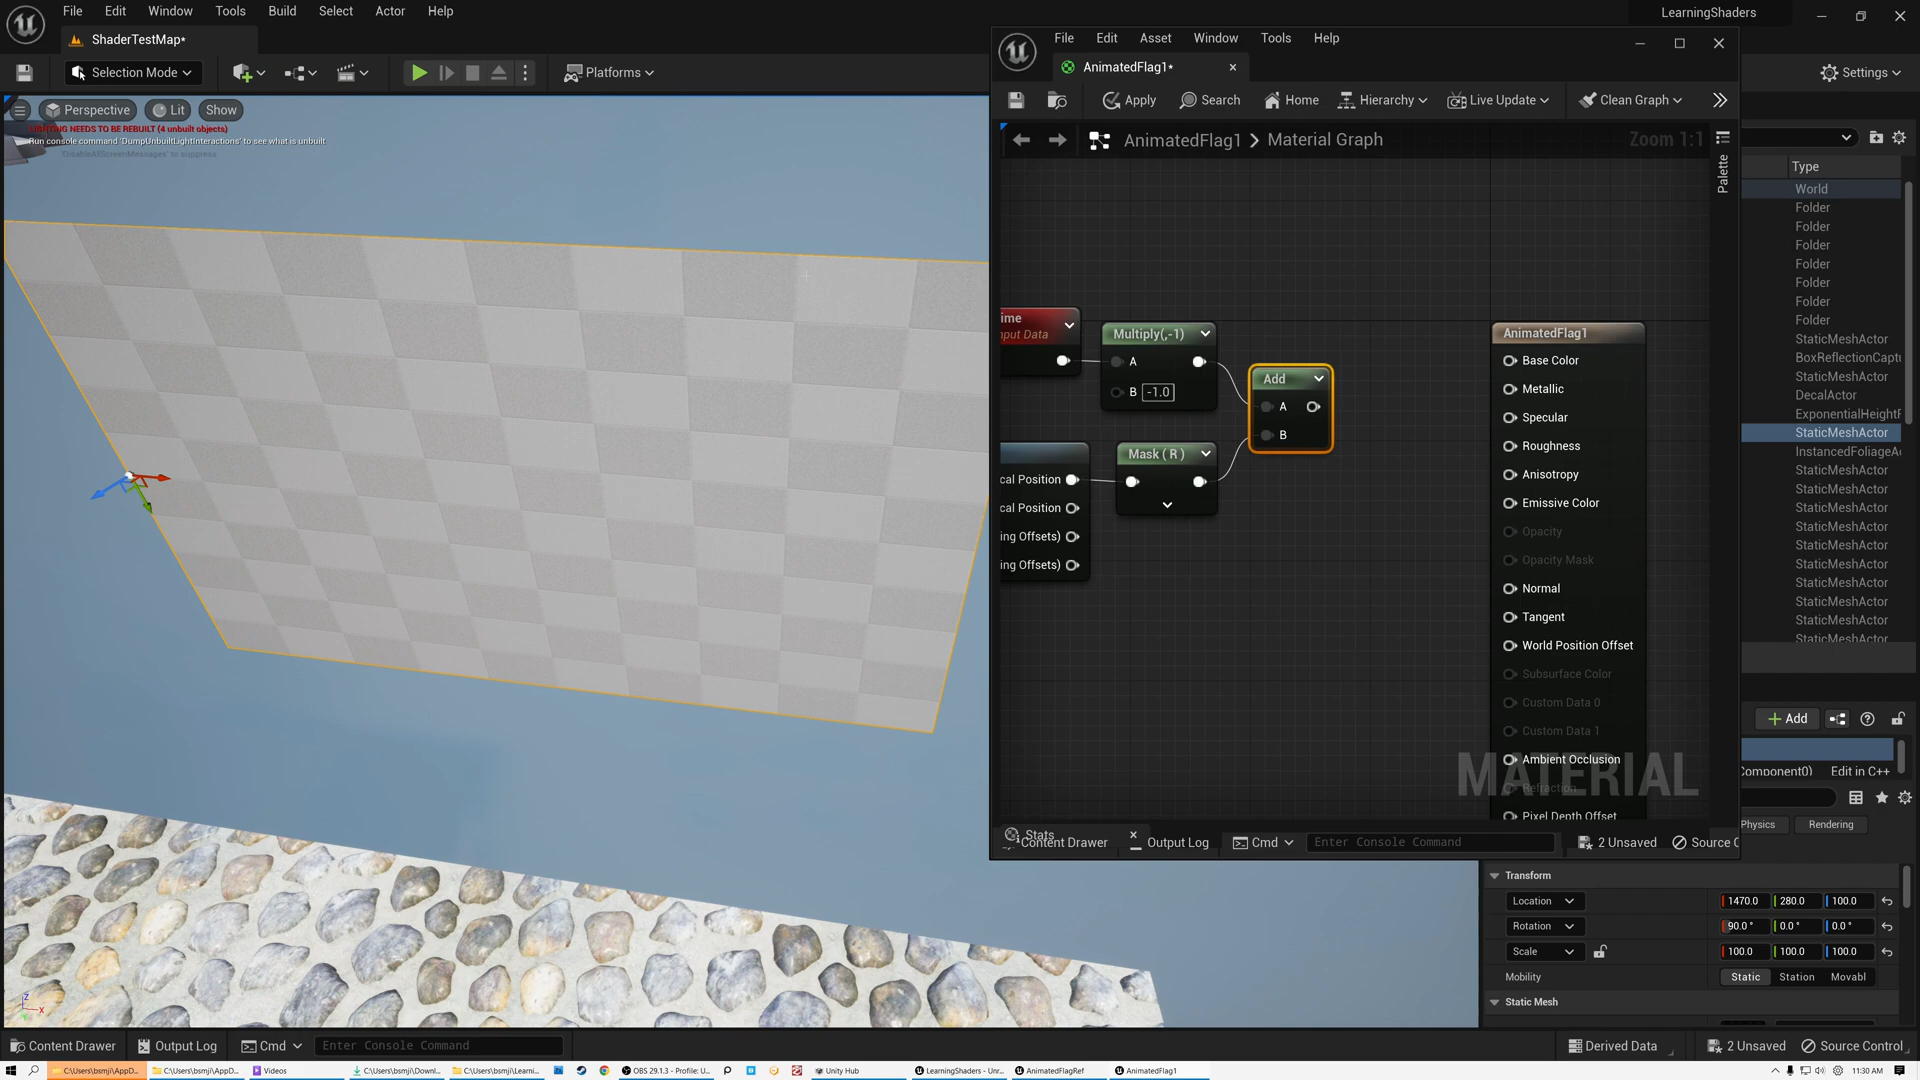 File Edit Window Tools Build Select Actor Help
LearningShaders
ShaderTestMap*
Selection Mode
Platforms
Settings
Perspective
Lit
Show
LIGHTING NEEDS TO BE REBUILT (4 unbuilt objects)
Run console command 'DumpUnbuiltLightInteractions' to see what is unbuilt
'DisableAllScreenMessages' to suppress
File Edit Asset Window Tools Help
AnimatedFlag1*
Apply
Search
Home
Hierarchy
Live Update
Clean Graph
AnimatedFlag1 > Material Graph
Zoom 1:1
Palette
ime
nput Data
Multiply(,-1)
A
B -1.0
Add
A
B
cal Position
cal Position
ing Offsets)
ing Offsets)
Mask ( R )
AnimatedFlag1
Base Color
Metallic
Specular
Roughness
Anisotropy
Emissive Color
Opacity
Opacity Mask
Normal
Tangent
World Position Offset
Subsurface Color
Custom Data 0
Custom Data 1
Ambient Occlusion
Refraction
Pixel Depth Offset
MATERIAL
Stats
Content Drawer
Output Log
Cmd
Enter Console Command
2 Unsaved
Source C
Type
World
Folder
Folder
Folder
Folder
Folder
Folder
Folder
StaticMeshActor
BoxReflectionCaptu
StaticMeshActor
DecalActor
ExponentialHeightF
StaticMeshActor
InstancedFoliageAc
StaticMeshActor
StaticMeshActor
StaticMeshActor
StaticMeshActor
StaticMeshActor
StaticMeshActor
StaticMeshActor
StaticMeshActor
StaticMeshActor
StaticMeshActor
Add
Component0)
Edit in C++
Physics
Rendering
Transform
Location 1470.0 280.0 100.0
Rotation 90.0 ° 0.0 ° 0.0 °
Scale 100.0 100.0 100.0
Mobility Static Station Movabl
Static Mesh
Z
X
Content Drawer
Output Log
Cmd
Enter Console Command
Derived Data
2 Unsaved
Source Control
C:\Users\bsmji\AppD...
C:\Users\bsmji\AppD...
Videos
C:\Users\bsmji\Downl...
C:\Users\bsmji\Learni...
OBS 29.1.3 - Profile: U...
Unity Hub
LearningShaders - Unr...
AnimatedFlagRef
AnimatedFlag1
11:30 AM